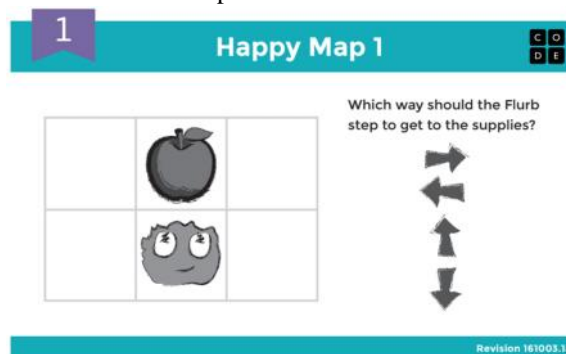 1
Happy Map 1
C O
D E
Which way should the Flurb
step to get to the supplies?
Revision 161003.1